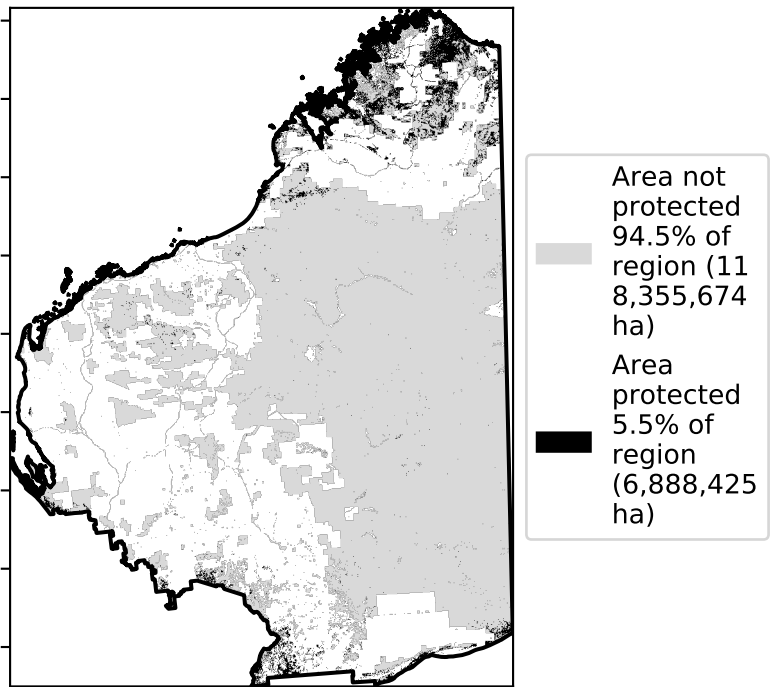 Area not
protected
94.5% of
region (11
8,355,674
ha)
Area
protected
5.5% of
region
(6,888,425
ha)